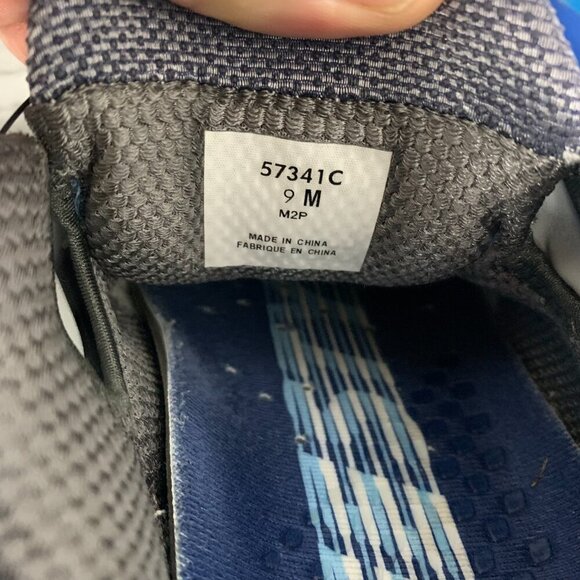 57341C
9 M
M2P
MADE IN CHINA
FABRIQUE EN CHINA